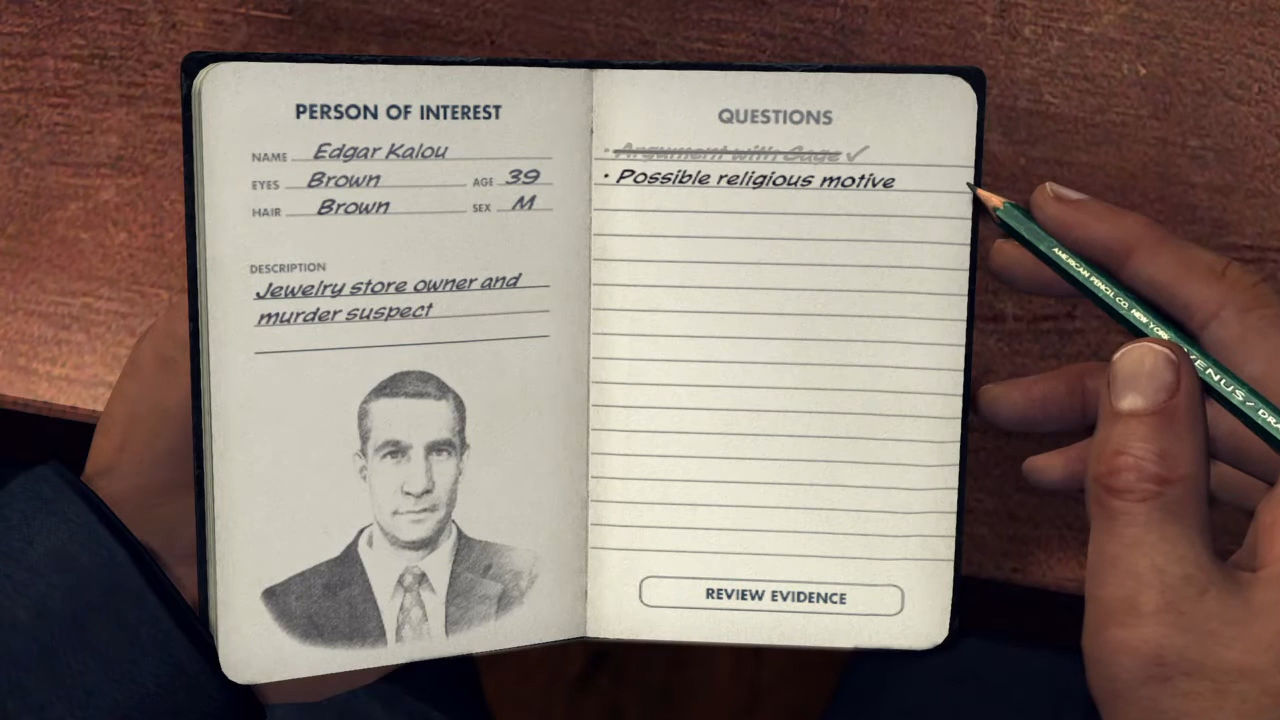 PERSON OF INTEREST
NAME Edgar Kalou
EYES Brown AGE 39
HAIR Brown SEX M
DESCRIPTION
Jewelry store owner and
murder suspect
QUESTIONS
· Argument with Gage ✓
· Possible religious motive
REVIEW EVIDENCE
AMERICAN PENCIL CO. NEW YORK
VENUS / DRA